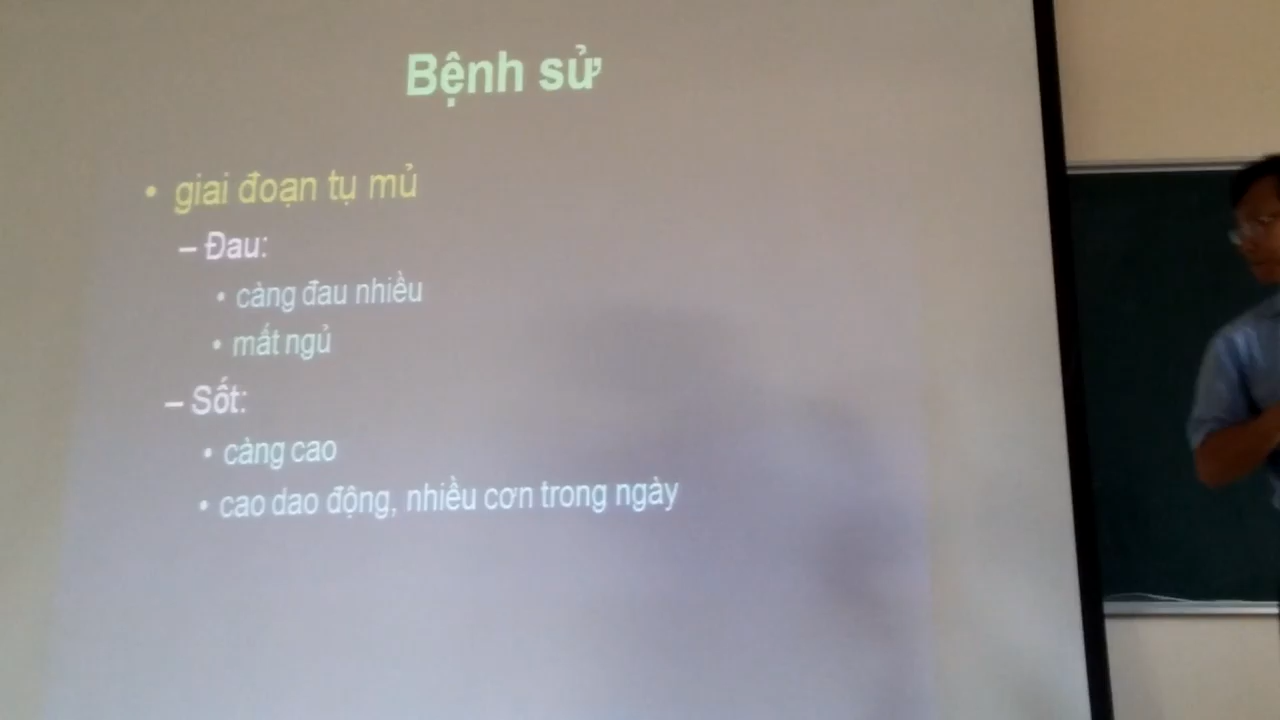 Bệnh sử
• giai đoạn tụ mủ
– Đau:
• càng đau nhiều
• mất ngủ
– Sốt:
• càng cao
• cao dao động, nhiều cơn trong ngày